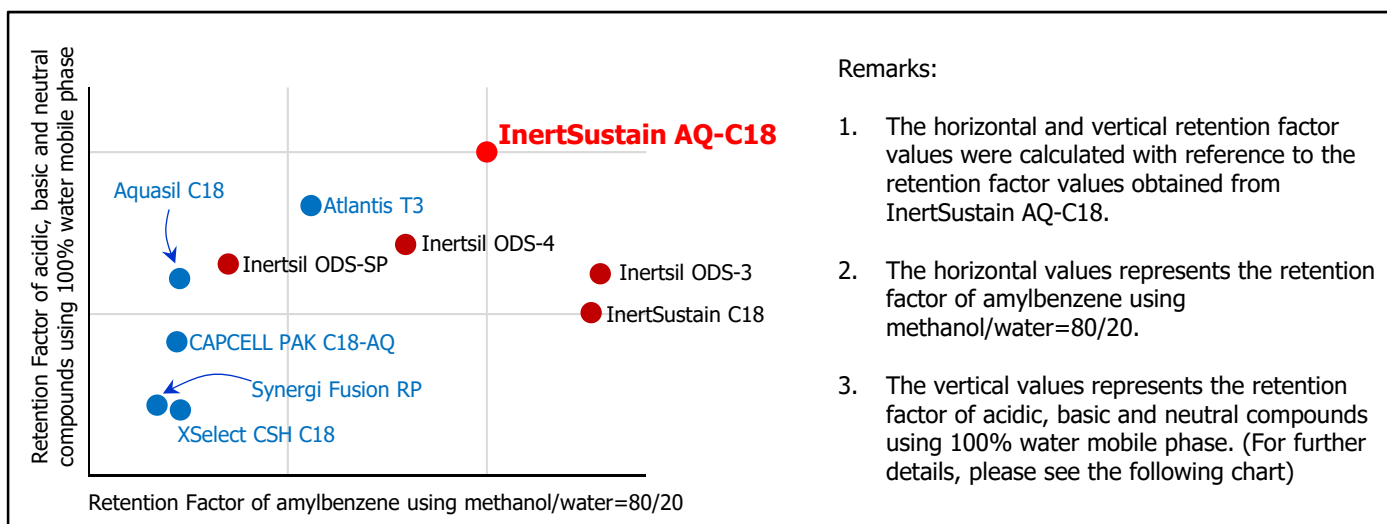 Retention Factor of acidic, basic and neutral
compounds using 100% water mobile phase
InertSustain AQ-C18
Aquasil C18
Atlantis T3
Inertsil ODS-4
Inertsil ODS-SP
Inertsil ODS-3
InertSustain C18
CAPCELL PAK C18-AQ
Synergi Fusion RP
XSelect CSH C18
Retention Factor of amylbenzene using methanol/water=80/20
Remarks:
1. The horizontal and vertical retention factor
values were calculated with reference to the
retention factor values obtained from
InertSustain AQ-C18.
2. The horizontal values represents the retention
factor of amylbenzene using
methanol/water=80/20.
3. The vertical values represents the retention
factor of acidic, basic and neutral compounds
using 100% water mobile phase. (For further
details, please see the following chart)